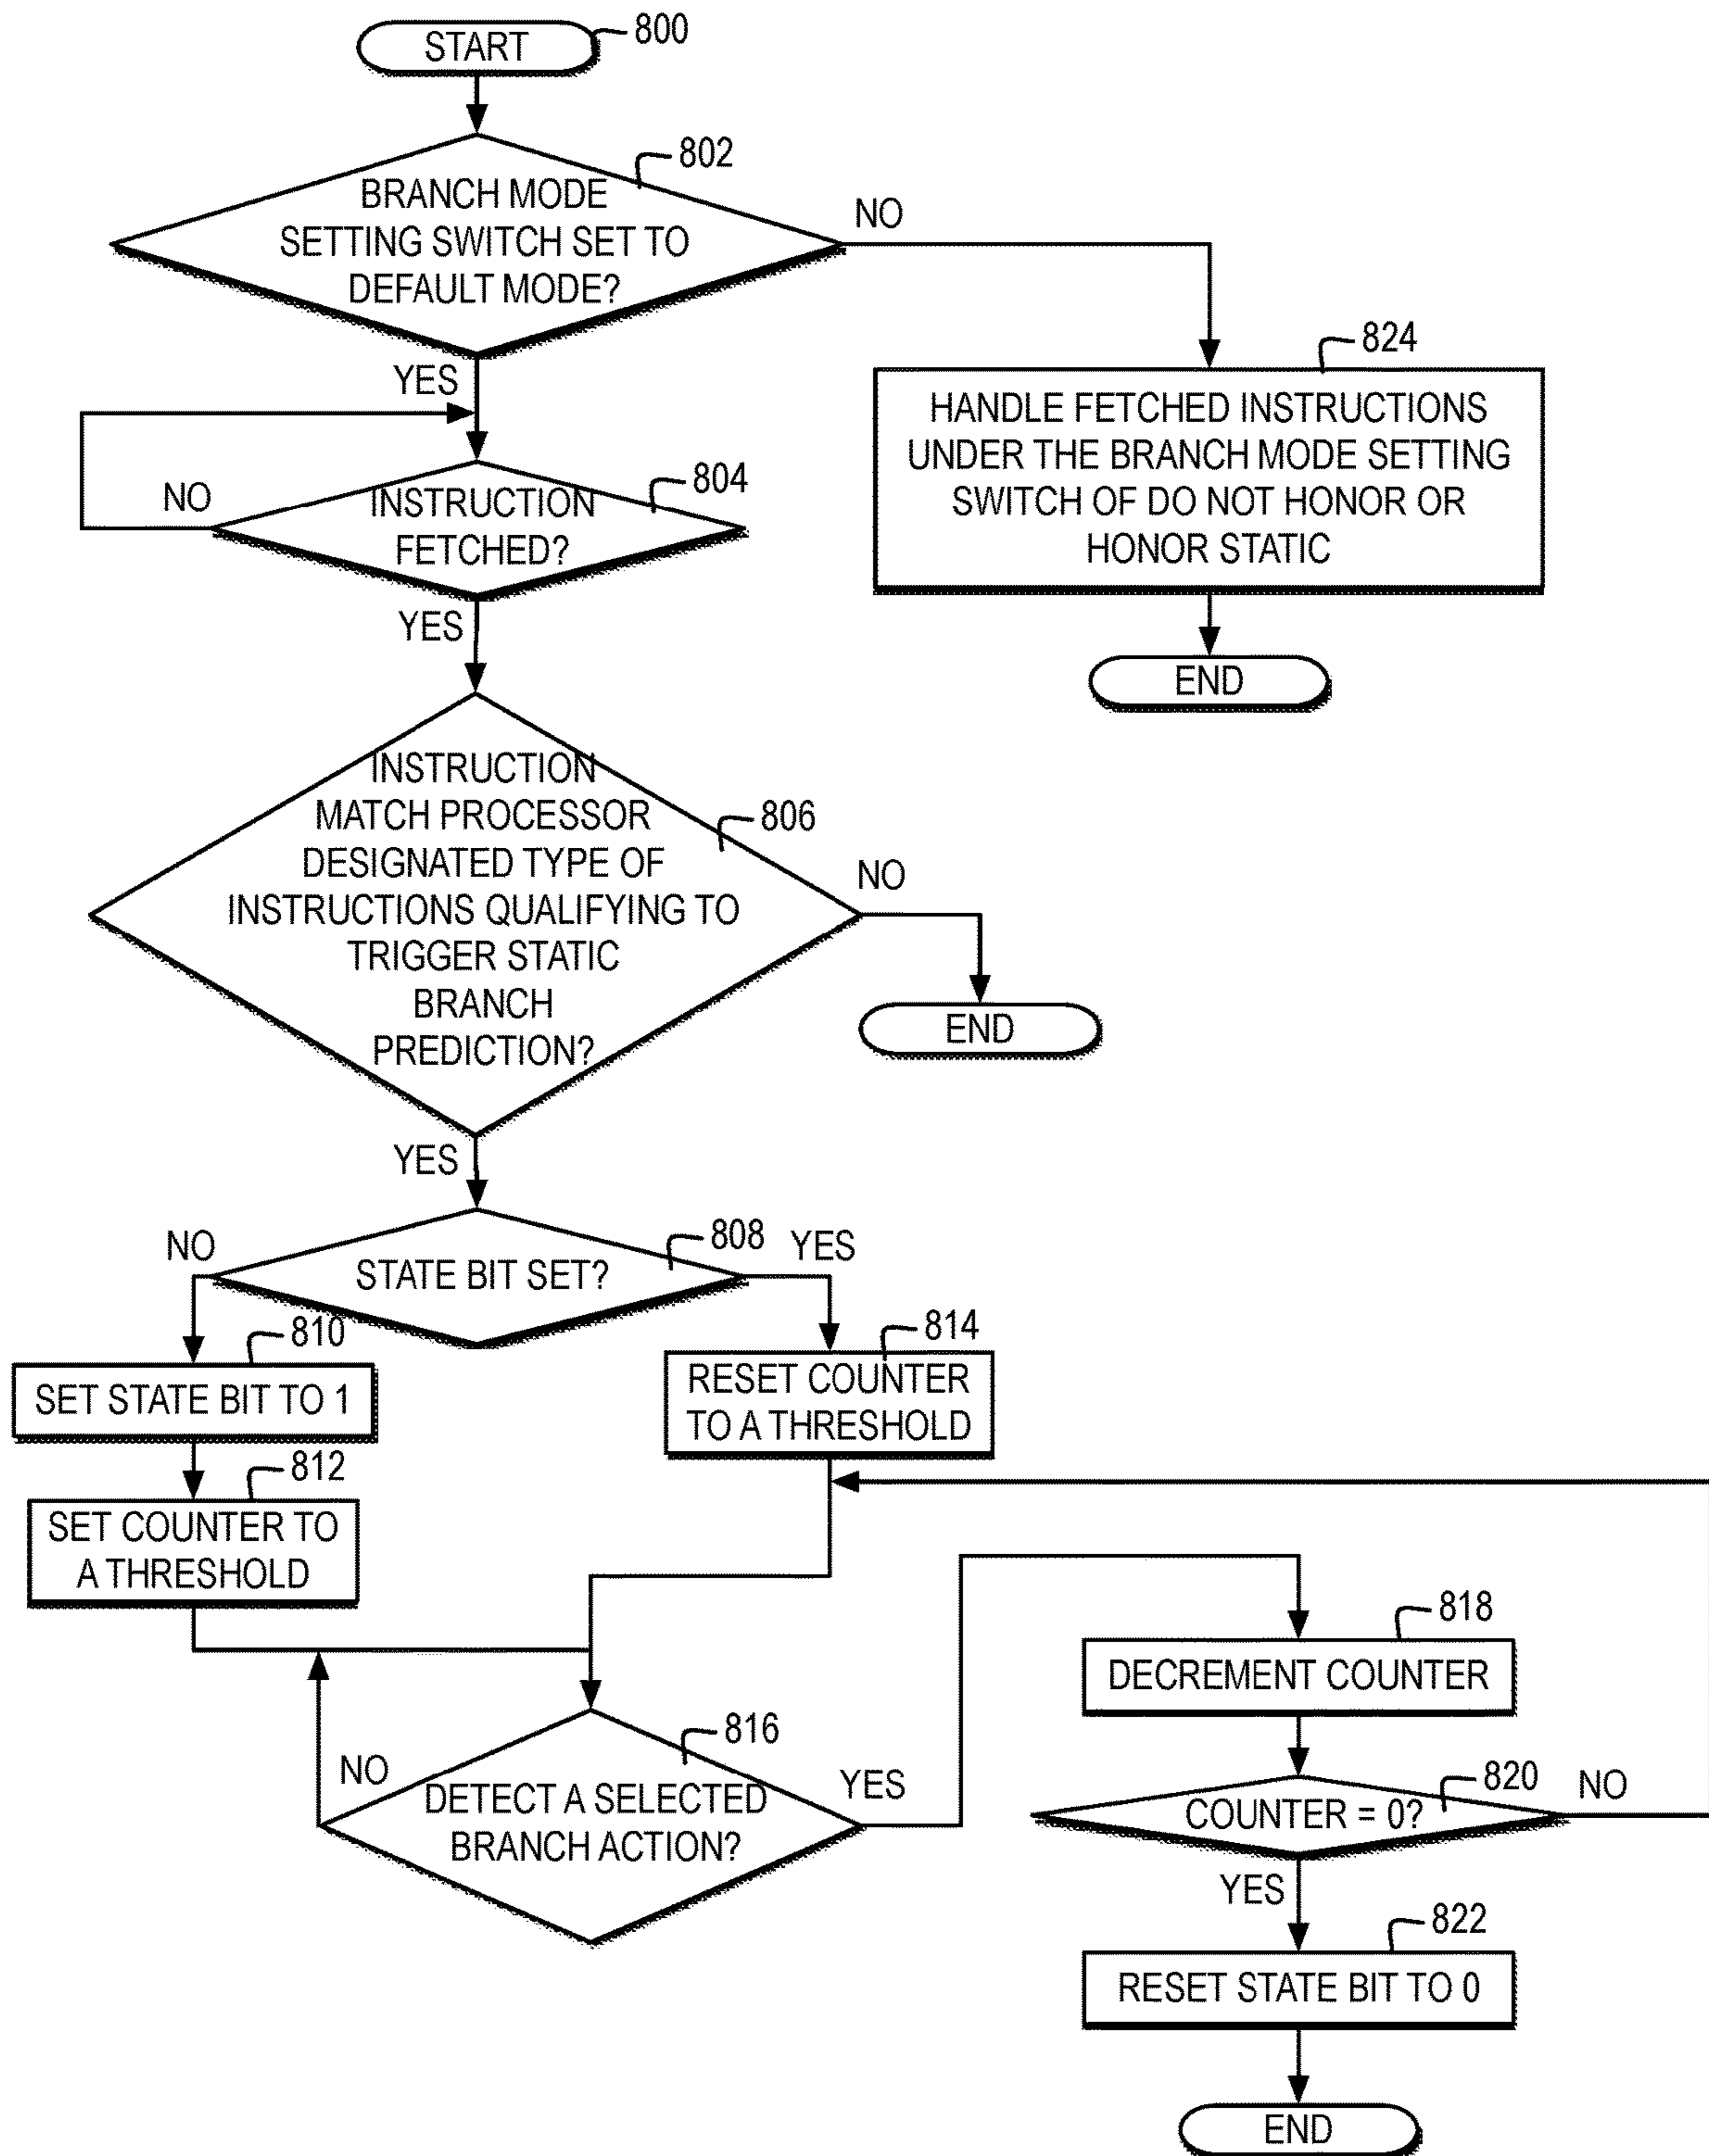 START
800
802
BRANCH MODE
SETTING SWITCH SET TO
DEFAULT MODE?
NO
YES
824
HANDLE FETCHED INSTRUCTIONS
UNDER THE BRANCH MODE SETTING
SWITCH OF DO NOT HONOR OR
HONOR STATIC
END
804
NO
INSTRUCTION
FETCHED?
YES
INSTRUCTION
MATCH PROCESSOR
DESIGNATED TYPE OF
INSTRUCTIONS QUALIFYING TO
TRIGGER STATIC
BRANCH
PREDICTION?
806
NO
END
YES
808
NO
YES
STATE BIT SET?
810
SET STATE BIT TO 1
812
SET COUNTER TO
A THRESHOLD
814
RESET COUNTER
TO A THRESHOLD
816
NO
YES
DETECT A SELECTED
BRANCH ACTION?
818
DECREMENT COUNTER
820
NO
COUNTER = 0?
YES
822
RESET STATE BIT TO 0
END